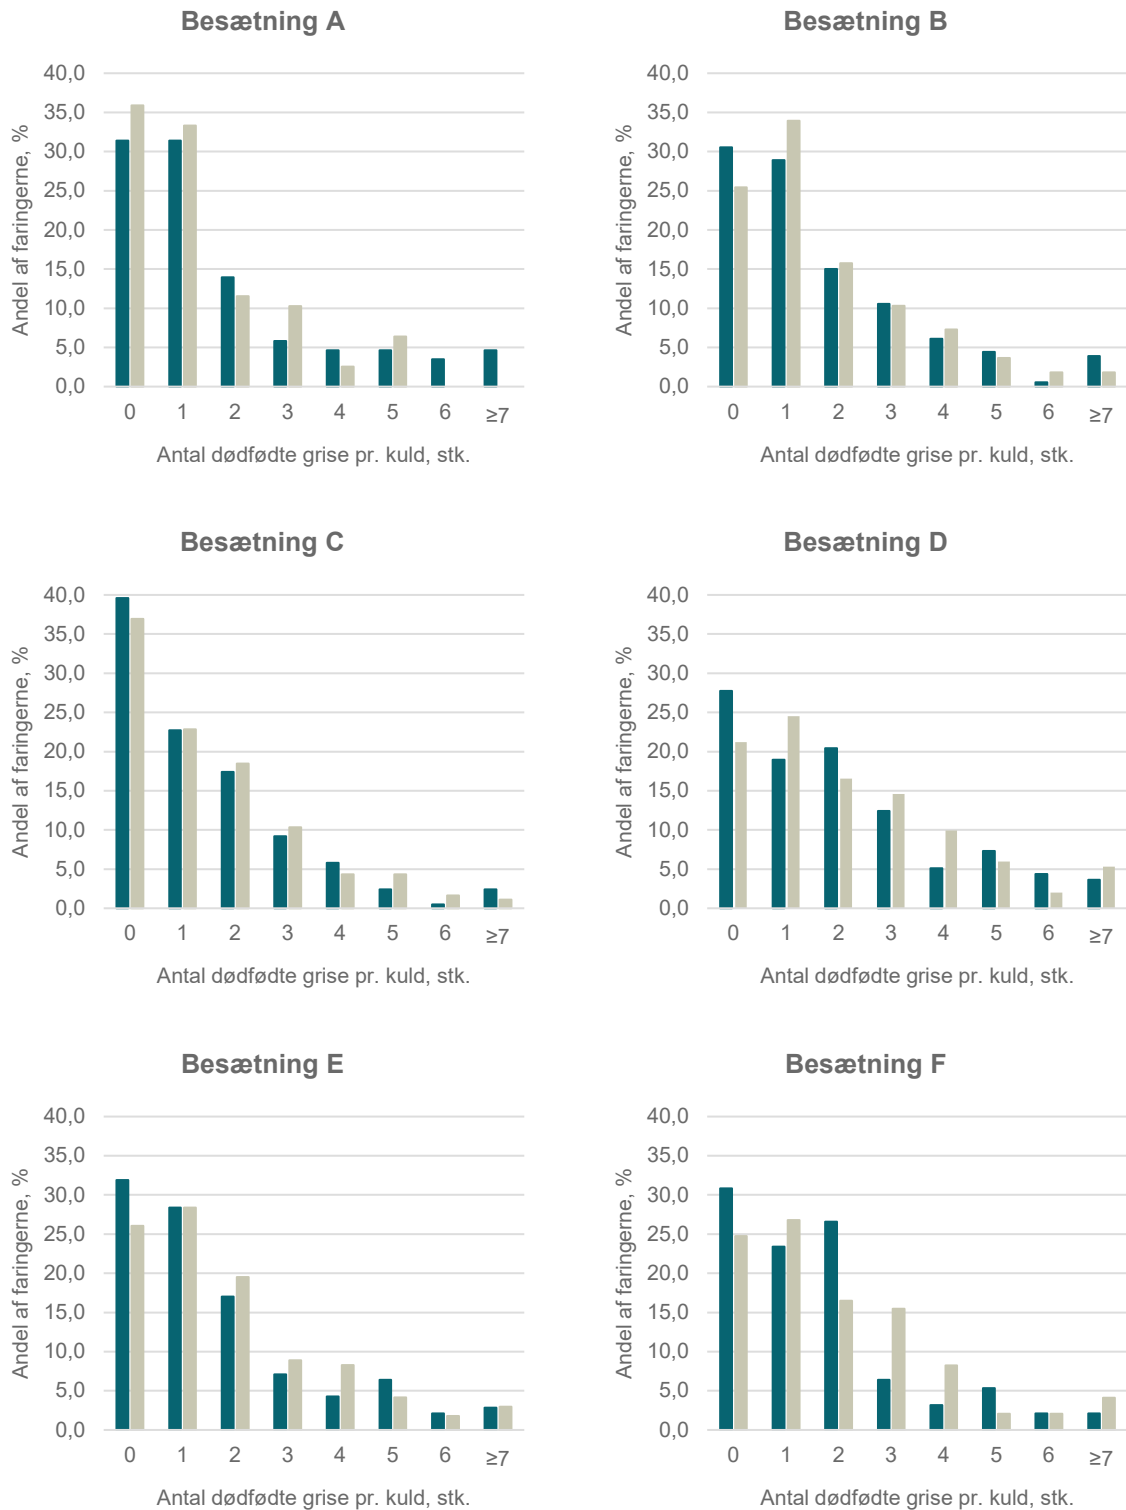 Besætning A
Andel af faringerne, %
40,0
35,0
30,0
25,0
20,0
15,0
10,0
5,0
0,0
0 1 2 3 4 5 6 ≥7
Antal dødfødte grise pr. kuld, stk.
Besætning B
Andel af faringerne, %
40,0
35,0
30,0
25,0
20,0
15,0
10,0
5,0
0,0
0 1 2 3 4 5 6 ≥7
Antal dødfødte grise pr. kuld, stk.
Besætning C
Andel af faringerne, %
40,0
35,0
30,0
25,0
20,0
15,0
10,0
5,0
0,0
0 1 2 3 4 5 6 ≥7
Antal dødfødte grise pr. kuld, stk.
Besætning D
Andel af faringerne, %
40,0
35,0
30,0
25,0
20,0
15,0
10,0
5,0
0,0
0 1 2 3 4 5 6 ≥7
Antal dødfødte grise pr. kuld, stk.
Besætning E
Andel af faringerne, %
40,0
35,0
30,0
25,0
20,0
15,0
10,0
5,0
0,0
0 1 2 3 4 5 6 ≥7
Antal dødfødte grise pr. kuld, stk.
Besætning F
Andel af faringerne, %
40,0
35,0
30,0
25,0
20,0
15,0
10,0
5,0
0,0
0 1 2 3 4 5 6 ≥7
Antal dødfødte grise pr. kuld, stk.